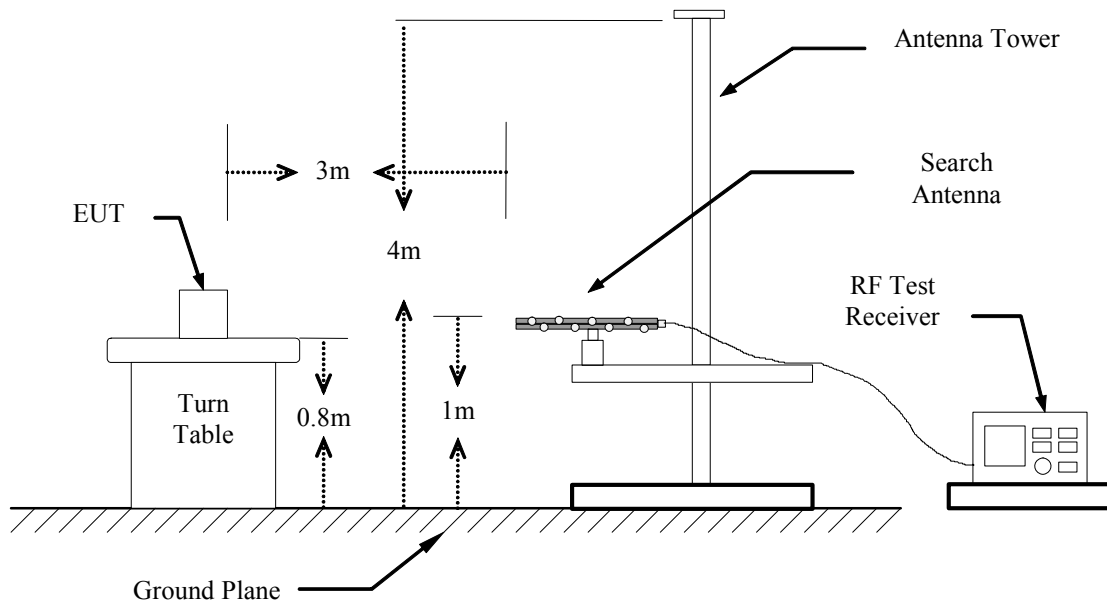 Antenna Tower
3m
Search
Antenna
EUT
4m
RF Test
Receiver
Turn
Table
0.8m
1m
Ground Plane